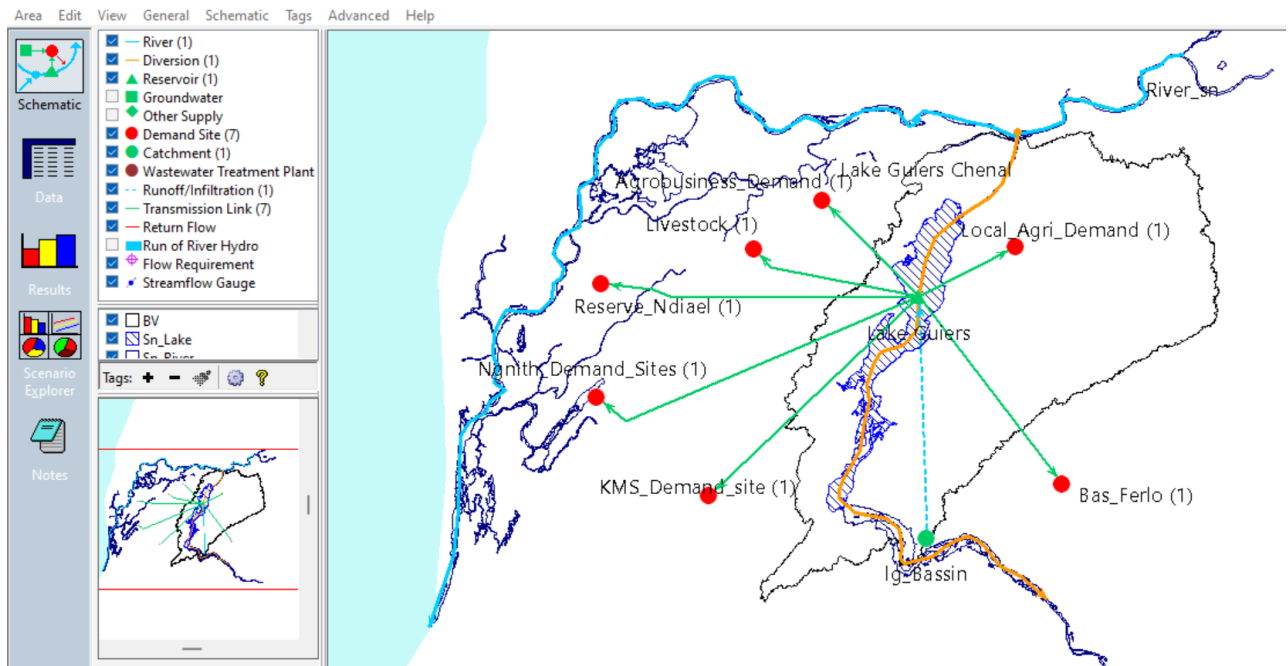 Area Edit View General Schematic Tags Advanced Help
Schematic
Data
Results
Scenario
Explorer
Notes
River (1)
Diversion (1)
Reservoir (1)
Groundwater
Other Supply
Demand Site (7)
Catchment (1)
Wastewater Treatment Plant
Runoff/Infiltration (1)
Transmission Link (7)
Return Flow
Run of River Hydro
Flow Requirement
Streamflow Gauge
BV
Sn_Lake
Sn_River
Tags: + - ?
River_sn
Lake Guiers Chenal
Agrobusiness_Demand (1)
Livestock (1)
Local_Agri_Demand (1)
Reserve_Ndiael (1)
Lake Guiers
Ngnith_Demand_Sites (1)
KMS_Demand_site (1)
Bas_Ferlo (1)
lg_Bassin